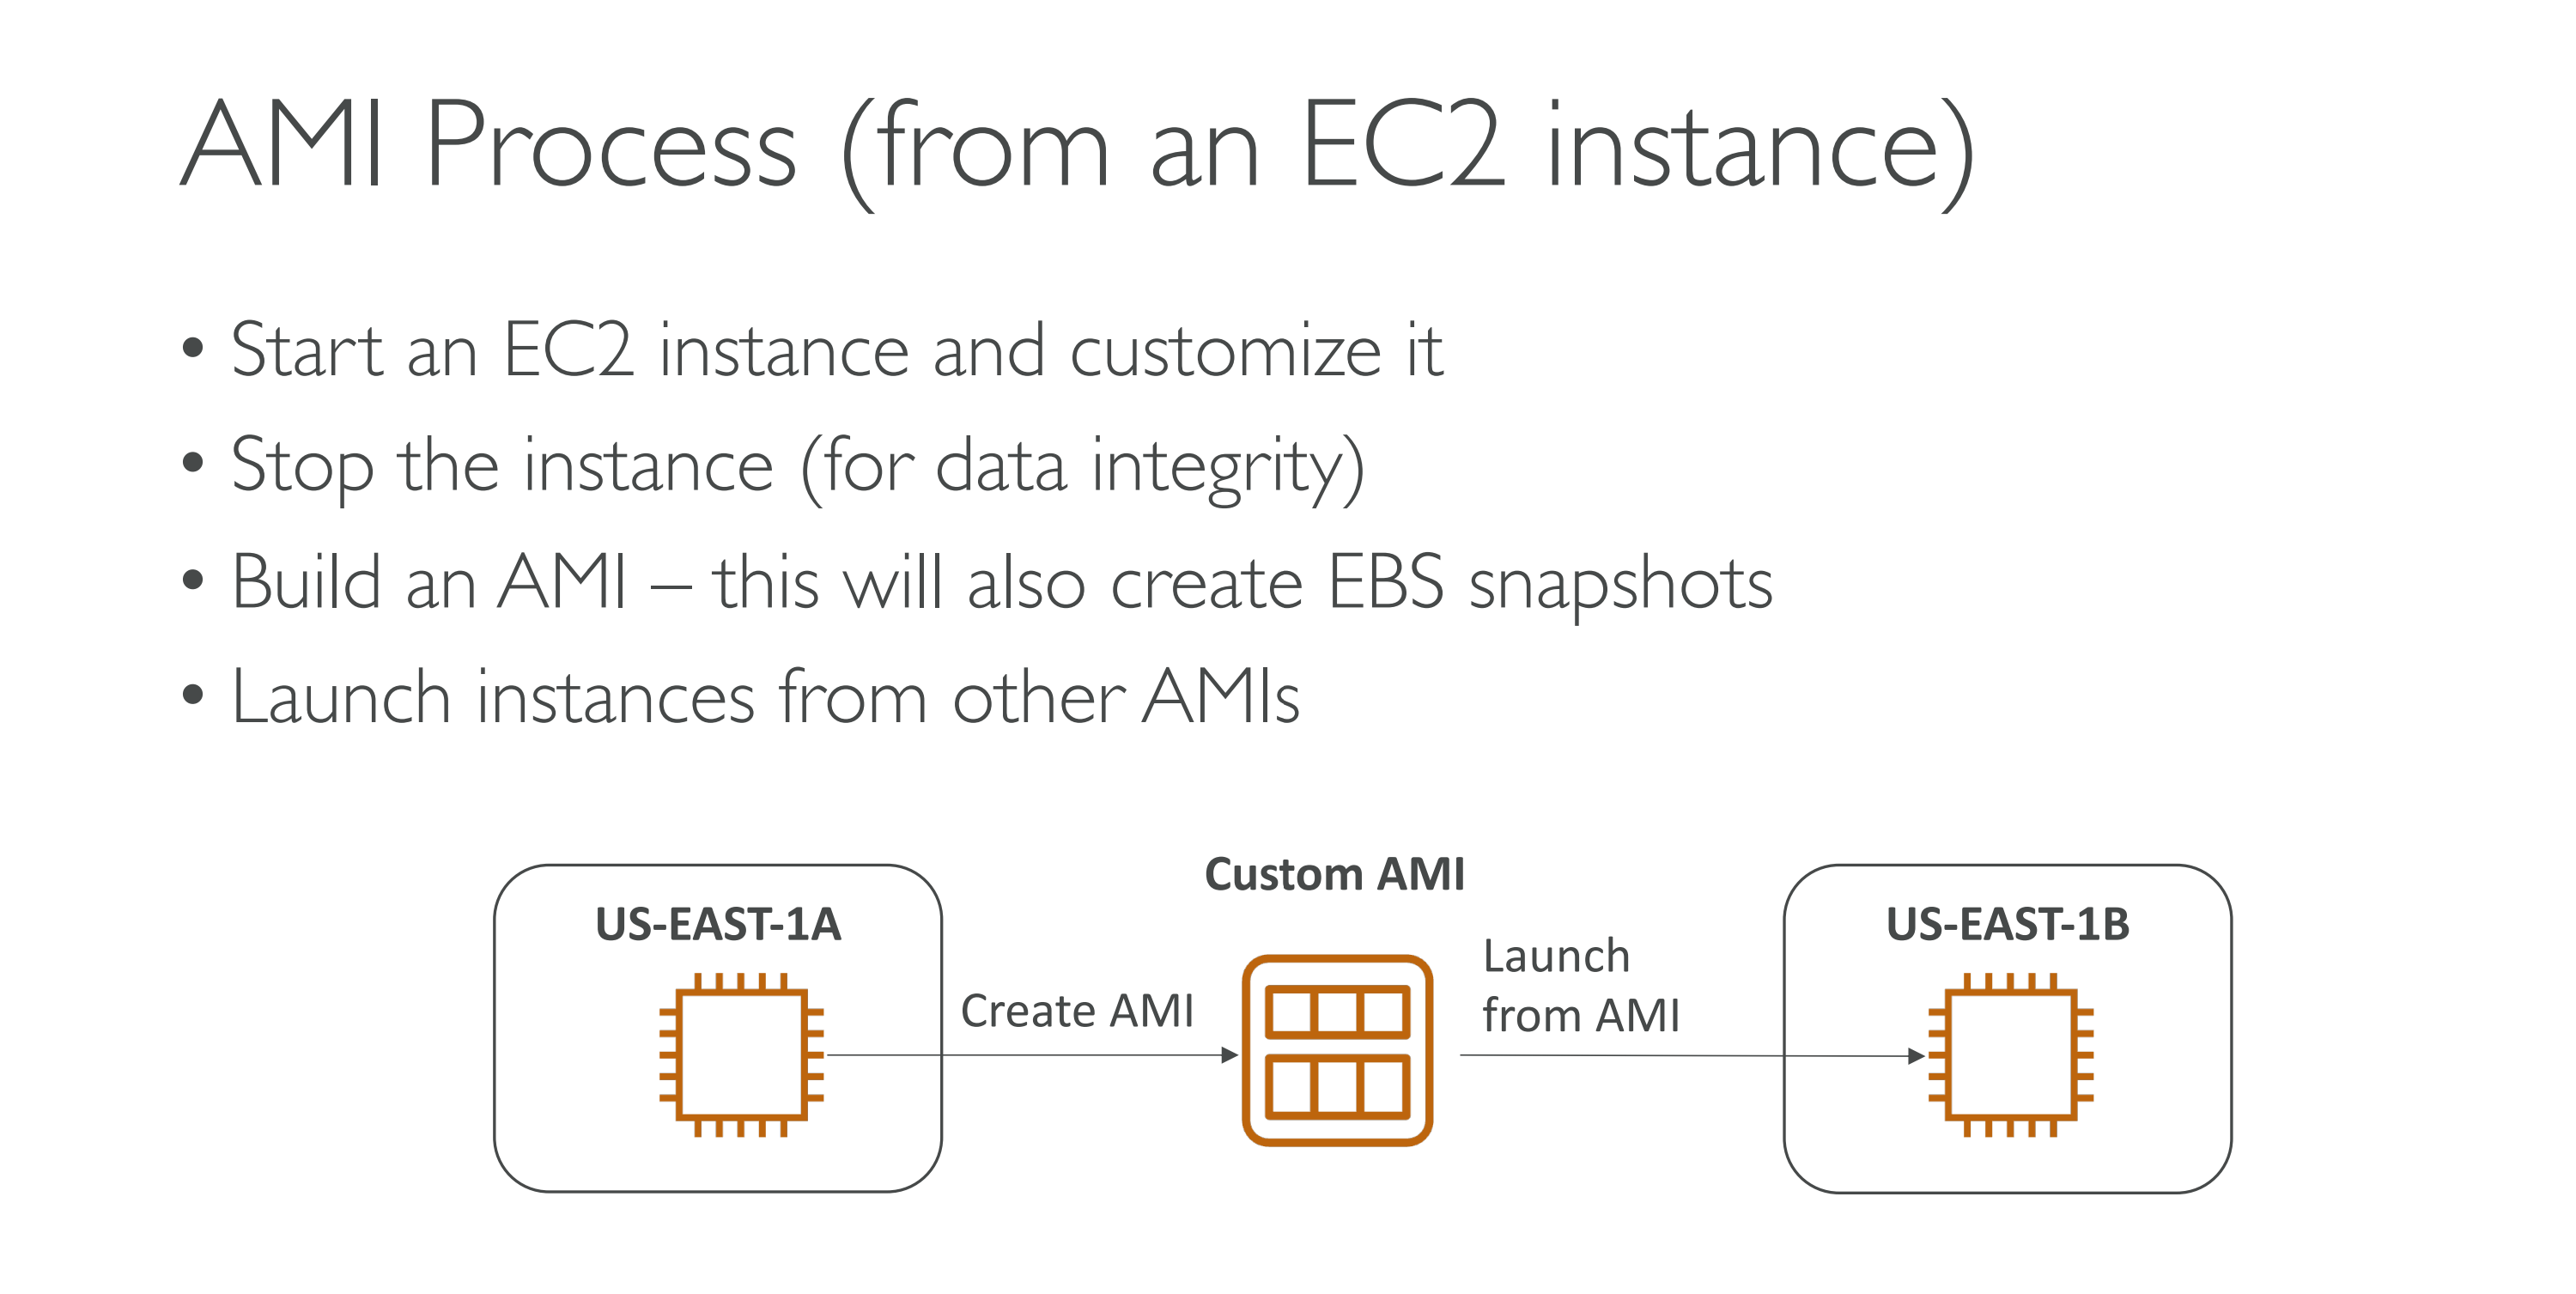 AMI Process (from an EC2 instance)
• Start an EC2 instance and customize it
• Stop the instance (for data integrity)
• Build an AMI – this will also create EBS snapshots
• Launch instances from other AMIs
US-EAST-1A
Create AMI
Custom AMI
Launch
from AMI
US-EAST-1B